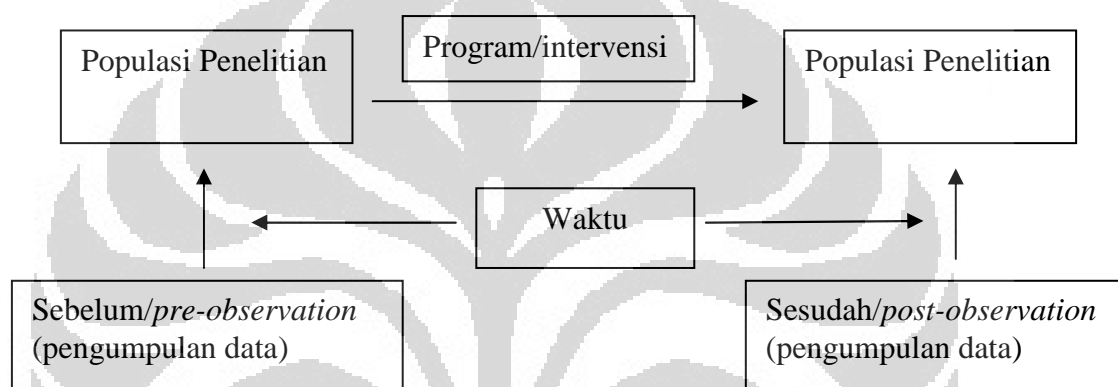 Populasi Penelitian
Program/intervensi
Populasi Penelitian
Waktu
Sebelum/pre-observation
(pengumpulan data)
Sesudah/post-observation
(pengumpulan data)